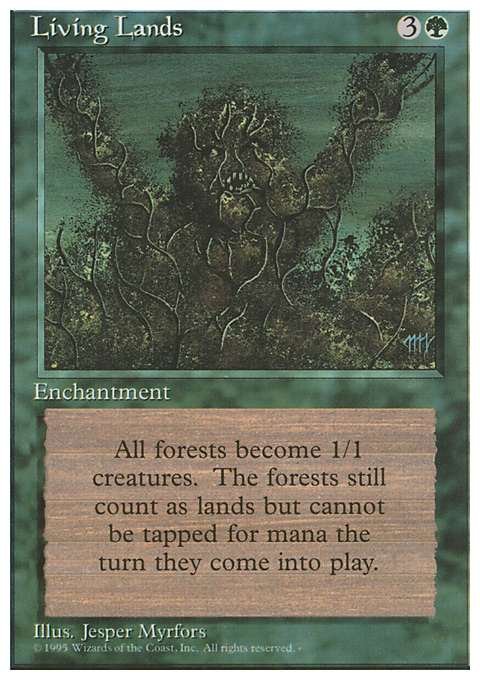 Living Lands 3
Enchantment
All forests become 1/1
creatures. The forests still
count as lands but cannot
be tapped for mana the
turn they come into play.
Illus. Jesper Myrfors
© 1995 Wizards of the Coast, Inc. All rights reserved.